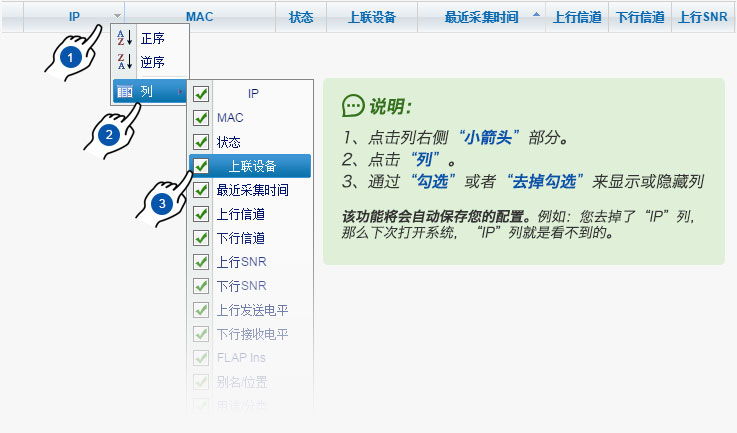 IP MAC 状态 上联设备 最近采集时间 上行信道 下行信道 上行SNR
1
A Z 正序
Z A 逆序
列
2
IP
MAC
状态
上联设备
最近采集时间
3
上行信道
下行信道
上行SNR
下行SNR
上行发送电平
下行接收电平
FLAP Ins
别名/位置
说明：
1、点击列右侧“小箭头”部分。
2、点击“列”。
3、通过“勾选”或者“去掉勾选”来显示或隐藏列
该功能将会自动保存您的配置。例如：您去掉了“IP”列，
那么下次打开系统，“IP”列就是看不到的。